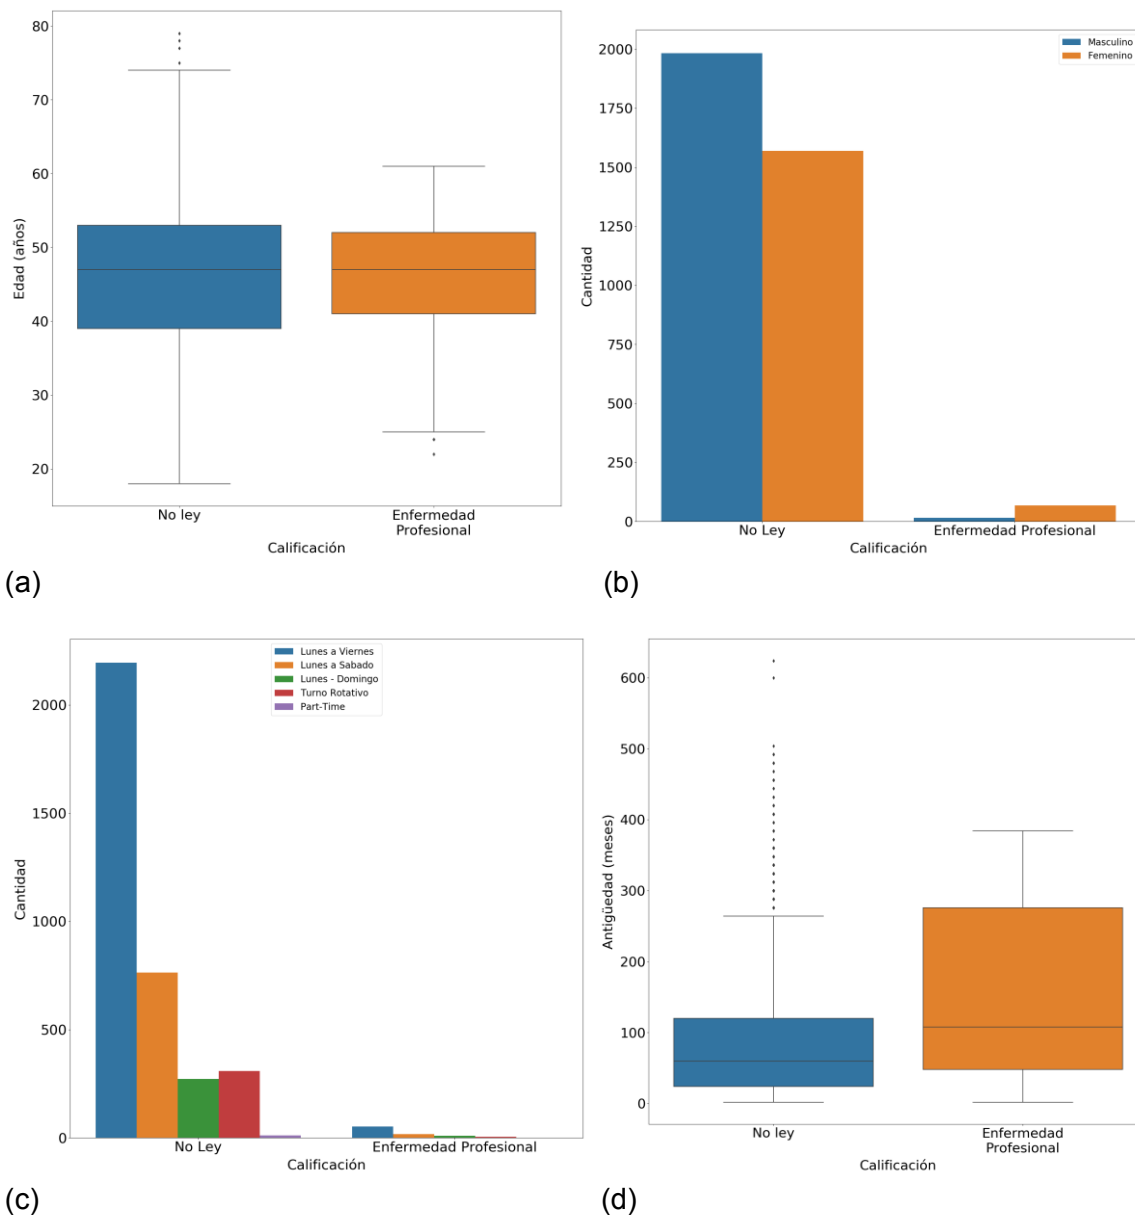 80
70
60
50
40
30
20
Edad (años)
No ley
Enfermedad
Profesional
Calificación
(a)
2000
1750
1500
1250
1000
750
500
250
0
Cantidad
Masculino
Femenino
No Ley
Enfermedad Profesional
Calificación
(b)
2000
1500
1000
500
0
Cantidad
Lunes a Viernes
Lunes a Sabado
Lunes - Domingo
Turno Rotativo
Part-Time
No Ley
Enfermedad Profesional
Calificación
(c)
600
500
400
300
200
100
0
Antigüedad (meses)
No ley
Enfermedad
Profesional
Calificación
(d)